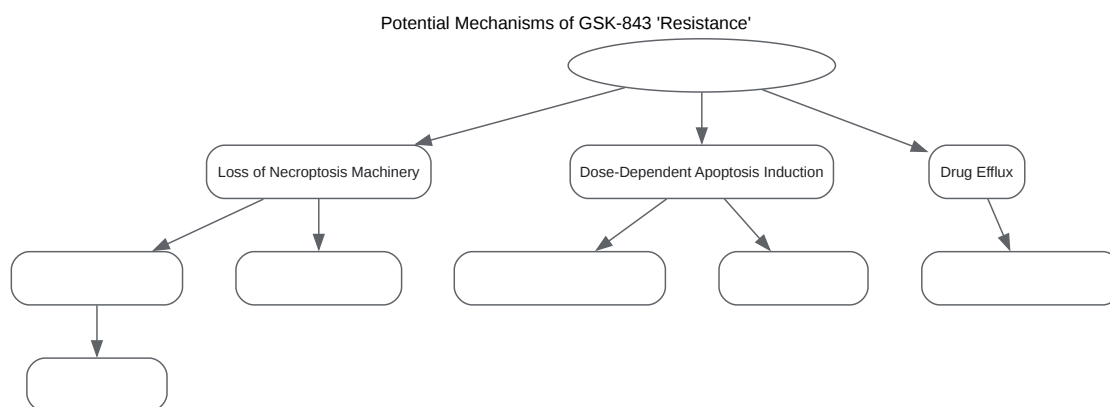 Potential Mechanisms of GSK-843 'Resistance'
Loss of Necroptosis Machinery
Dose-Dependent Apoptosis Induction
Drug Efflux